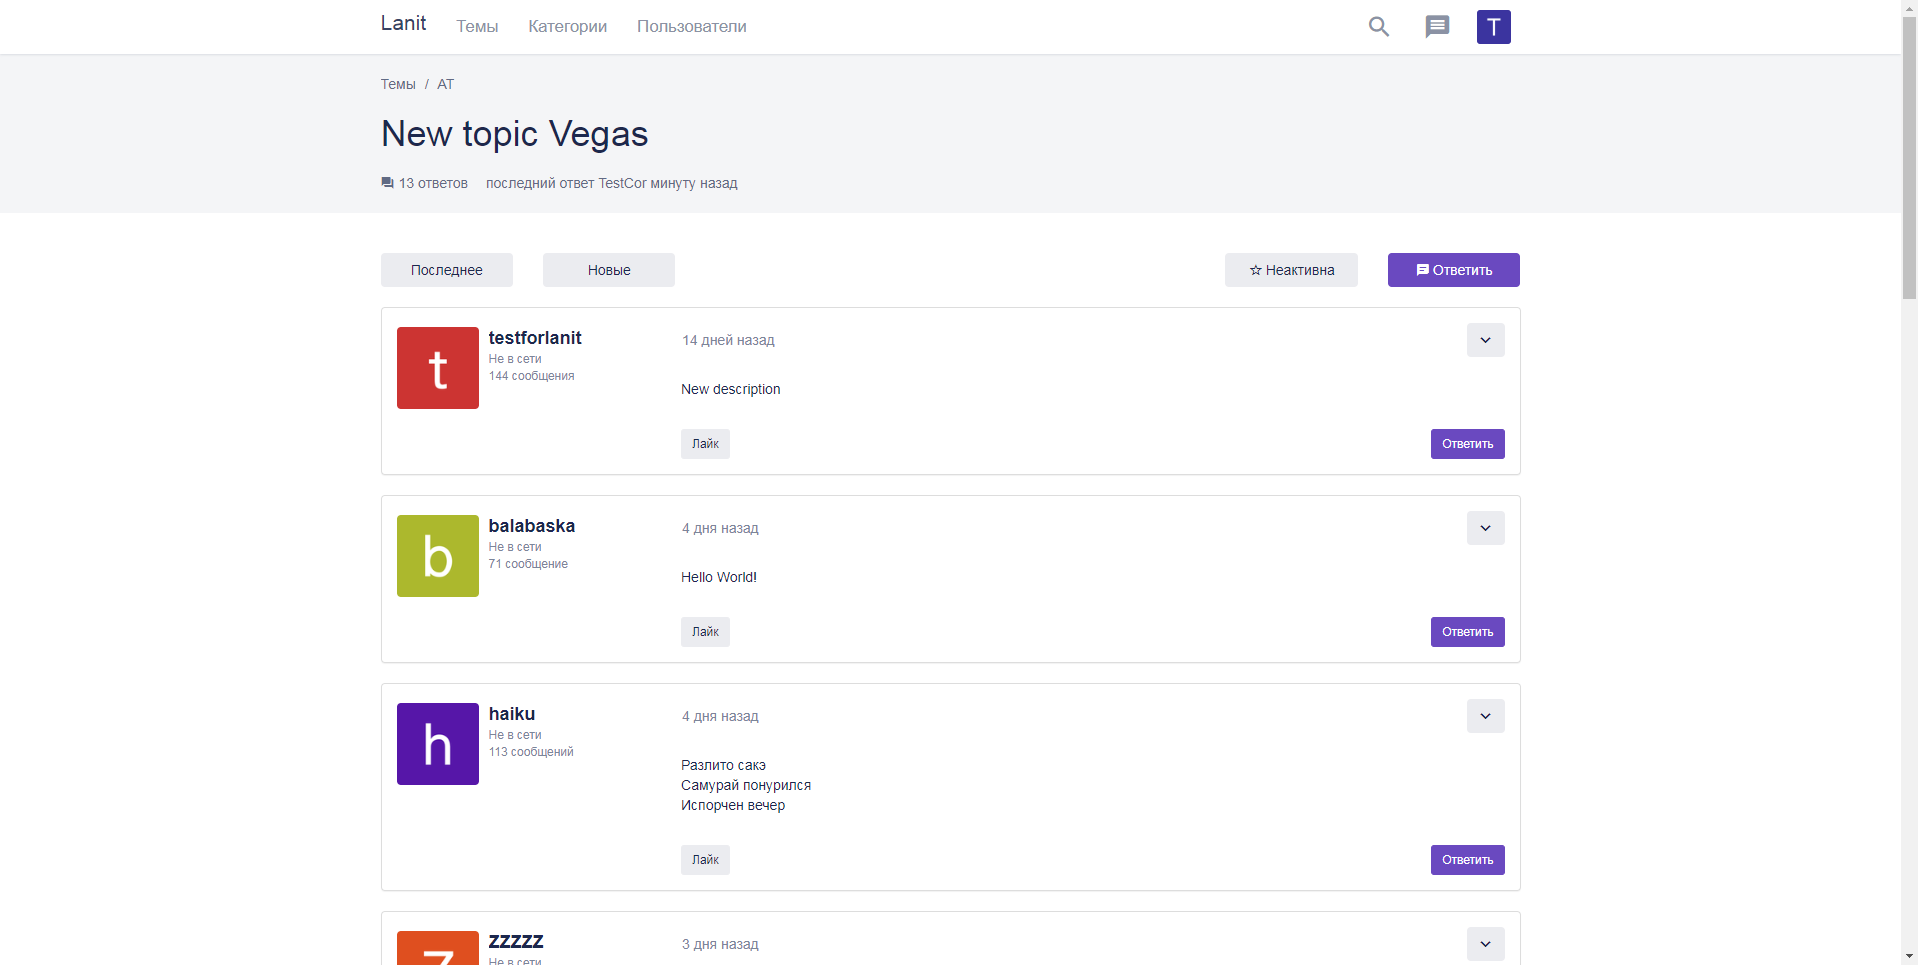 Lanit Темы Категории Пользователи T
Темы / AT
New topic Vegas
13 ответов последний ответ TestCor минуту назад
Последнее Новые Неактивна Ответить
t testforlanit 14 дней назад
Не в сети
144 сообщения
New description
Лайк Ответить
b balabaska 4 дня назад
Не в сети
71 сообщение
Hello World!
Лайк Ответить
h haiku 4 дня назад
Не в сети
113 сообщений
Разлито сакэ
Самурай понурился
Испорчен вечер
Лайк Ответить
zzzzz 3 дня назад
Не в сети